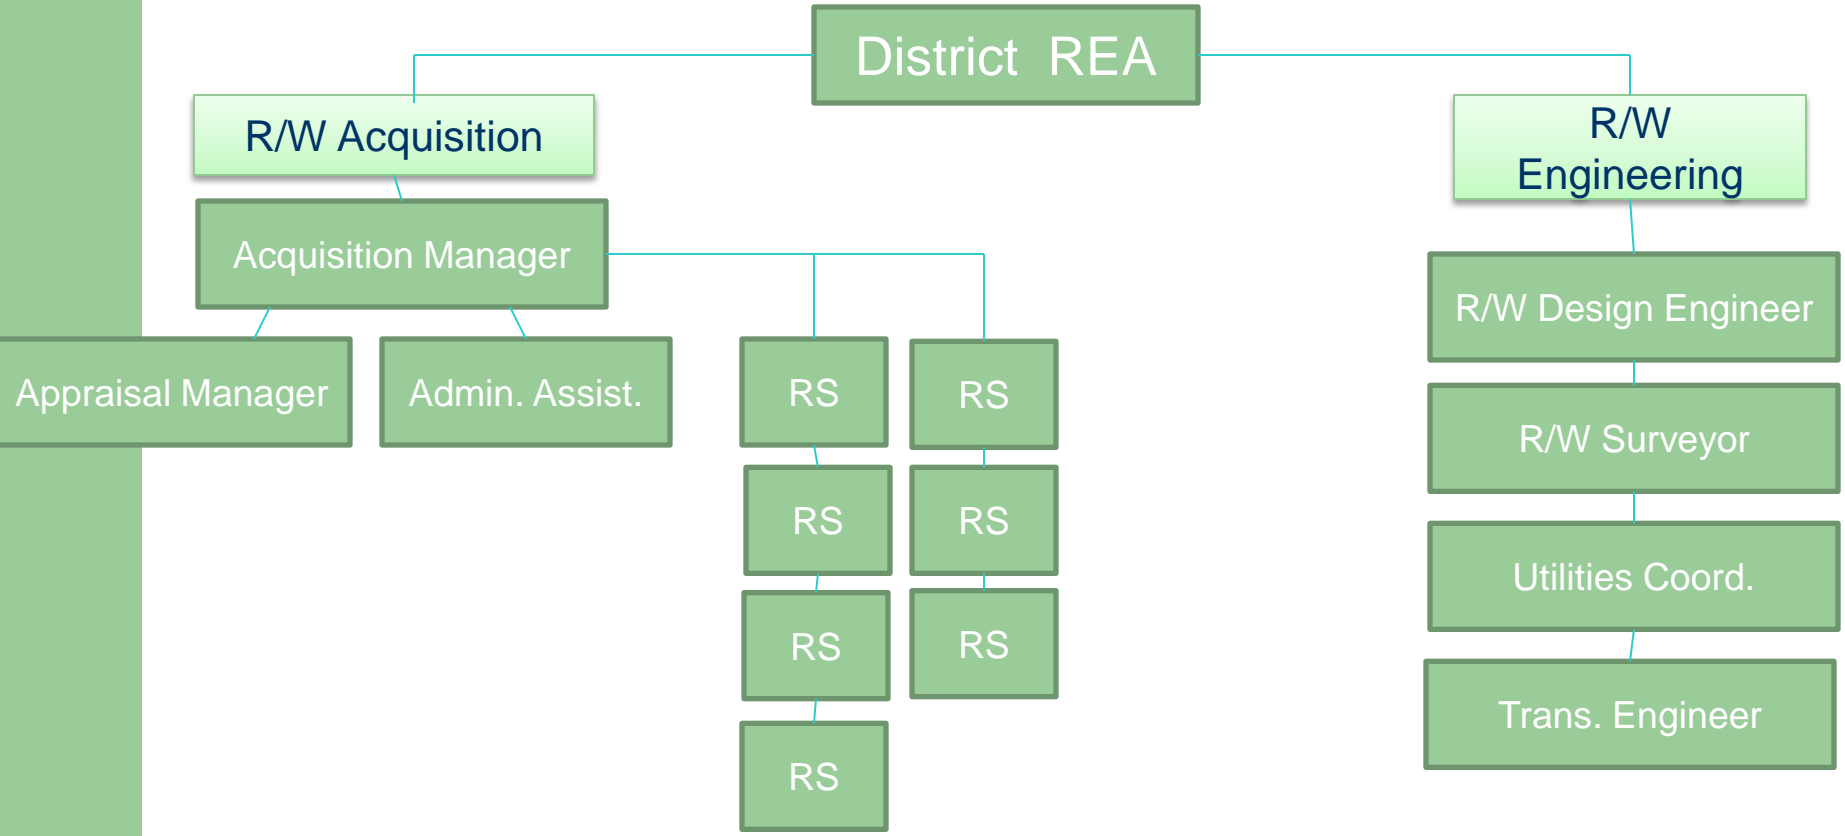 District REA
R/W Acquisition
R/W
Engineering
Acquisition Manager
R/W Design Engineer
Appraisal Manager
Admin. Assist.
RS
RS
R/W Surveyor
RS
RS
Utilities Coord.
RS
RS
Trans. Engineer
RS